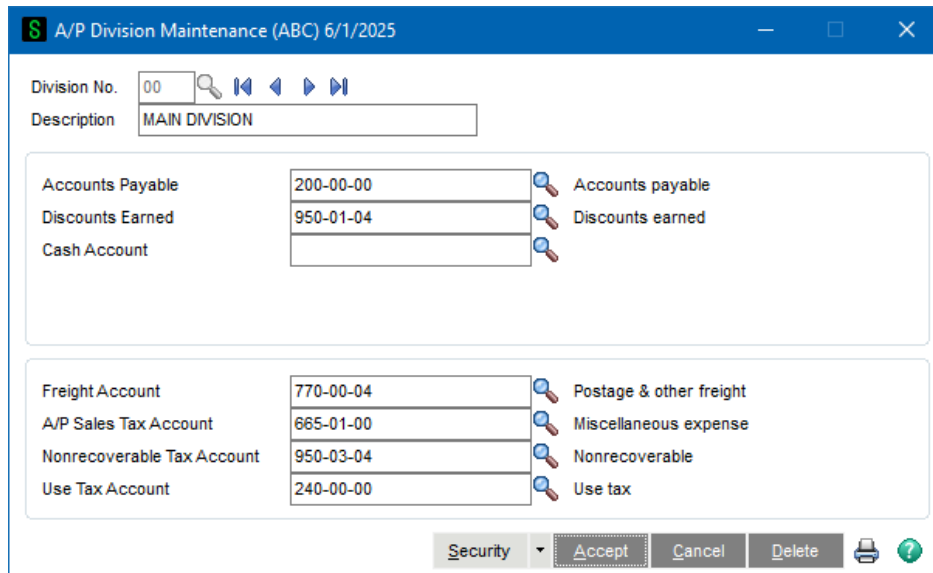 S A/P Division Maintenance (ABC) 6/1/2025
Division No. 00
Description MAIN DIVISION
Accounts Payable 200-00-00 Accounts payable
Discounts Earned 950-01-04 Discounts earned
Cash Account
Freight Account 770-00-04 Postage & other freight
A/P Sales Tax Account 665-01-00 Miscellaneous expense
Nonrecoverable Tax Account 950-03-04 Nonrecoverable
Use Tax Account 240-00-00 Use tax
Security Accept Cancel Delete ?